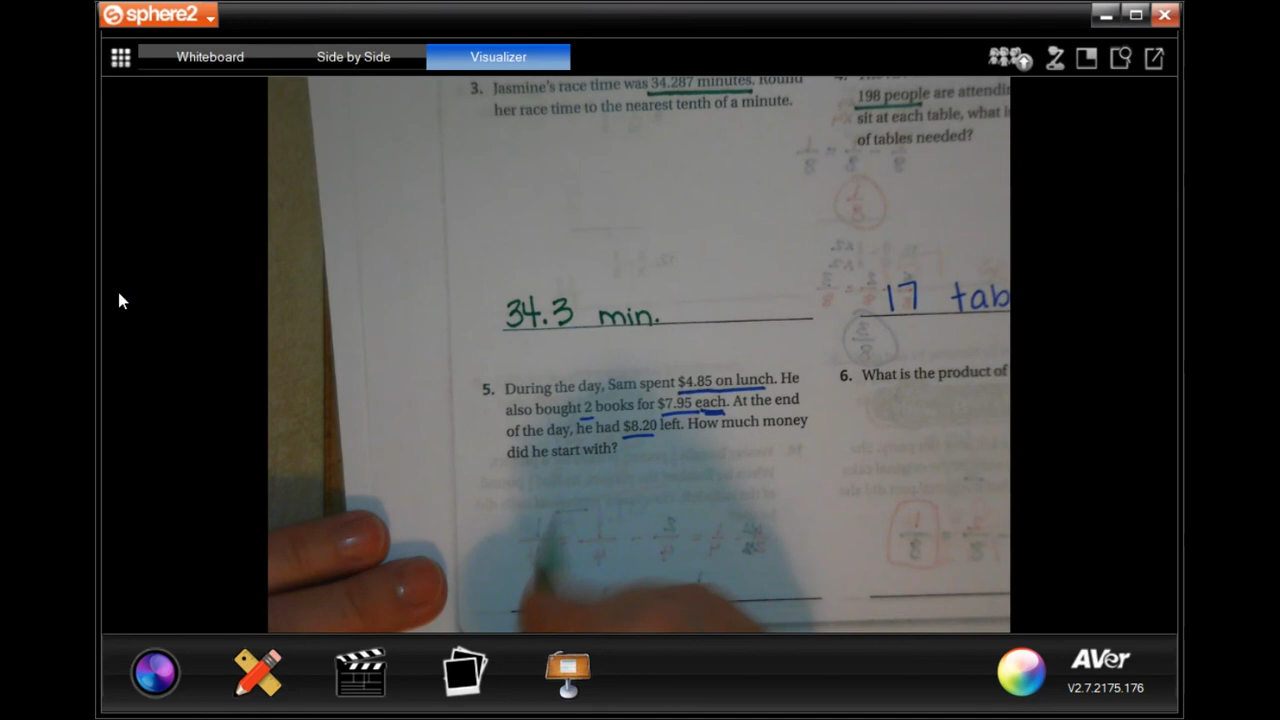 sphere2
Whiteboard
Side by Side
Visualizer
3. Jasmine's race time was 34.287 minutes. Round
her race time to the nearest tenth of a minute.
34.3 min.
198 people are attendi
sit at each table, what i
of tables needed?
17 tab
5. During the day, Sam spent $4.85 on lunch. He
also bought 2 books for $7.95 each. At the end
of the day, he had $8.20 left. How much money
did he start with?
6. What is the product of
AVer
V2.7.2175.176